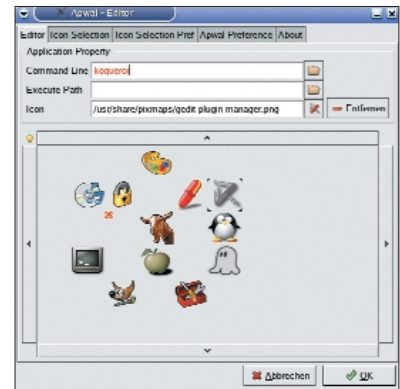 Apwal - Editor
Editor Icon Selection Icon Selection Pref Apwal Preference About
Application Property
Command Line koqueror
Execute Path
Icon /usr/share/pixmaps/gedit plugin manager.png Entfernen
Abbrechen OK